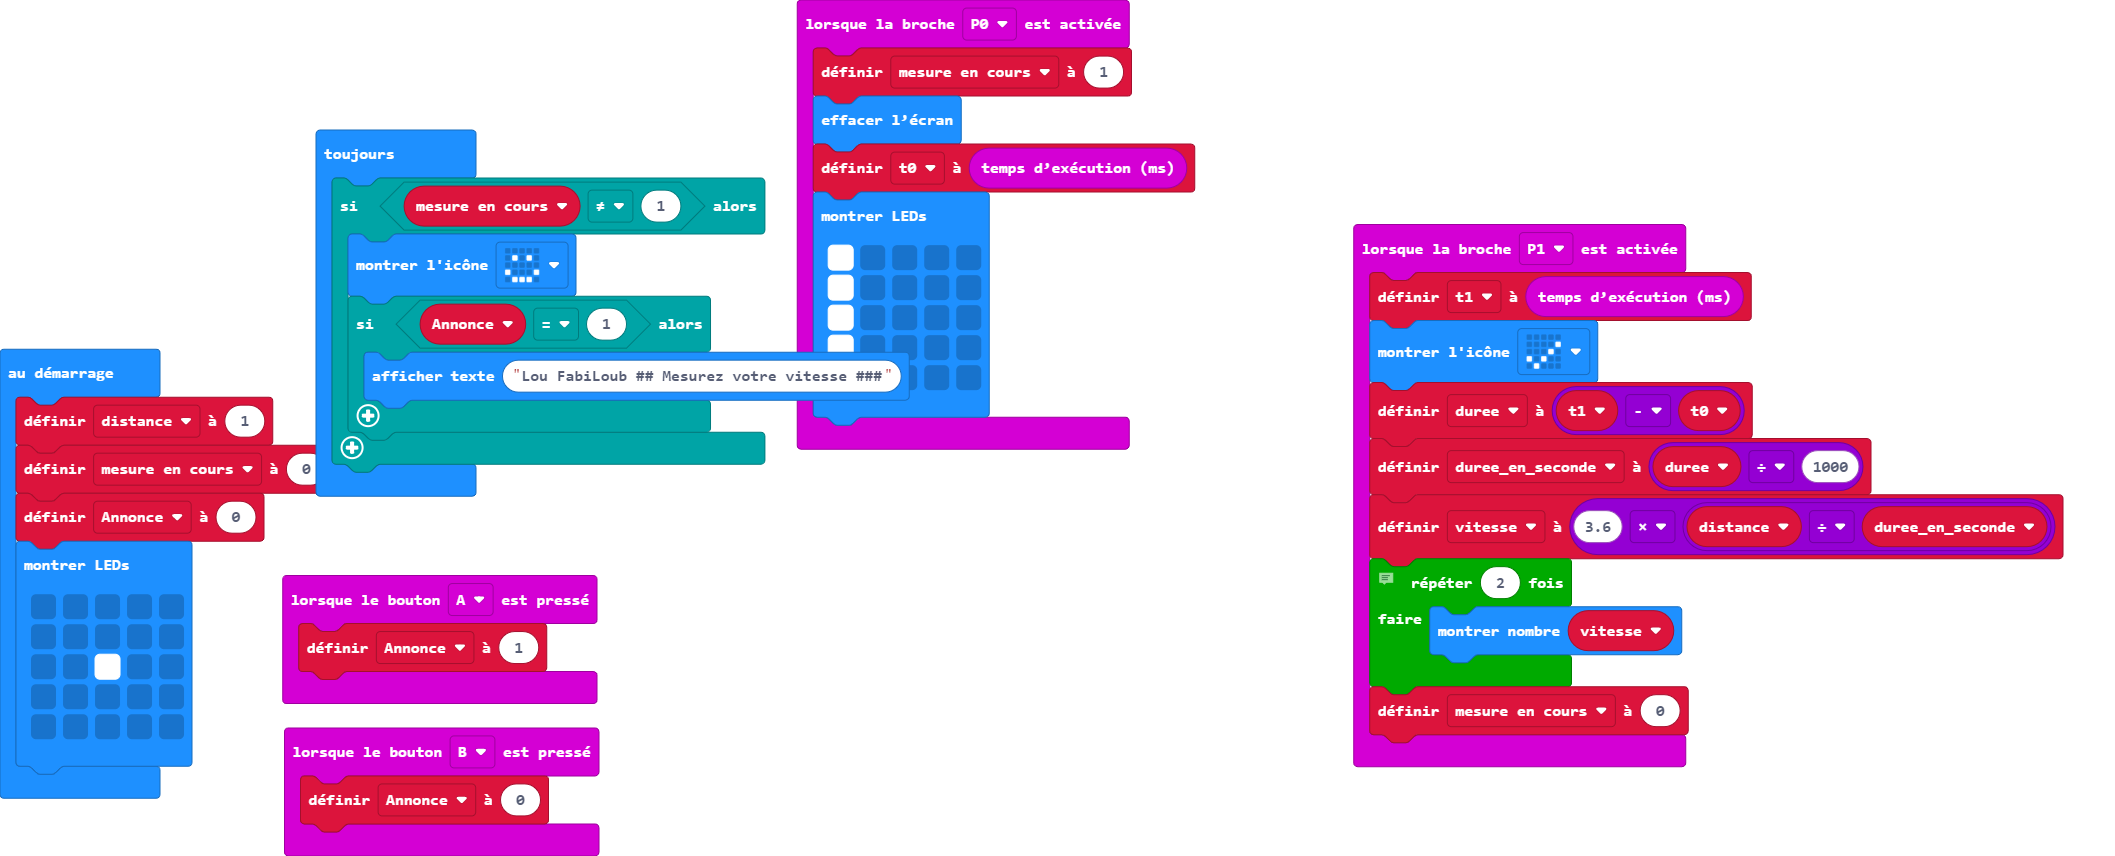 au démarrage
définir distance à 1
définir mesure en cours à 0
définir Annonce à 0
montrer LEDs
toujours
si mesure en cours ≠ 1 alors
montrer l'icône
si Annonce = 1 alors
afficher texte "Lou FabiLoub ## Mesurez votre vitesse ###"
lorsque le bouton A est pressé
définir Annonce à 1
lorsque le bouton B est pressé
définir Annonce à 0
lorsque la broche P0 est activée
définir mesure en cours à 1
effacer l’écran
définir t0 à temps d’exécution (ms)
montrer LEDs
lorsque la broche P1 est activée
définir t1 à temps d’exécution (ms)
montrer l'icône
définir duree à t1 - t0
définir duree_en_seconde à duree ÷ 1000
définir vitesse à 3.6 × distance ÷ duree_en_seconde
répéter 2 fois
faire montrer nombre vitesse
définir mesure en cours à 0